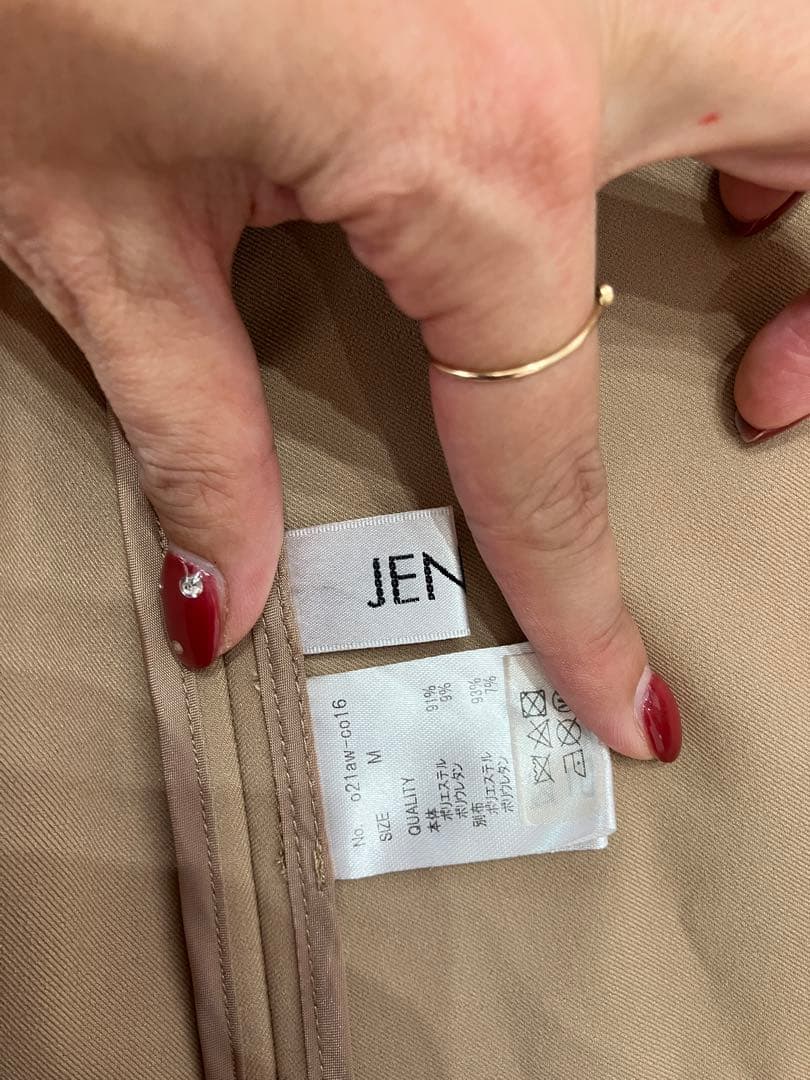 JEN
No. o21aw-co16
SIZE M
QUALITY
本体
ポリエステル 91%
ポリウレタン 9%
別布
ポリエステル 93%
ポリウレタン 7%